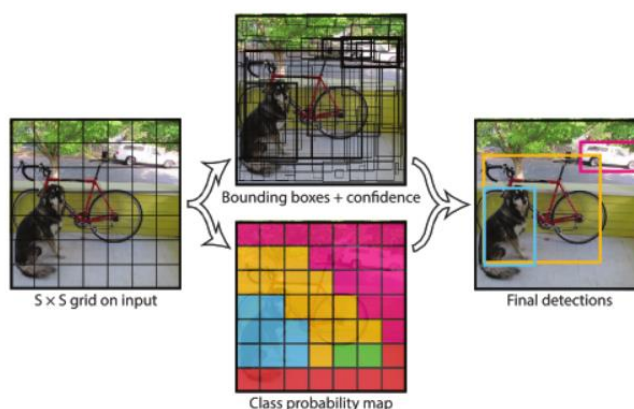 S × S grid on input
Bounding boxes + confidence
Class probability map
Final detections